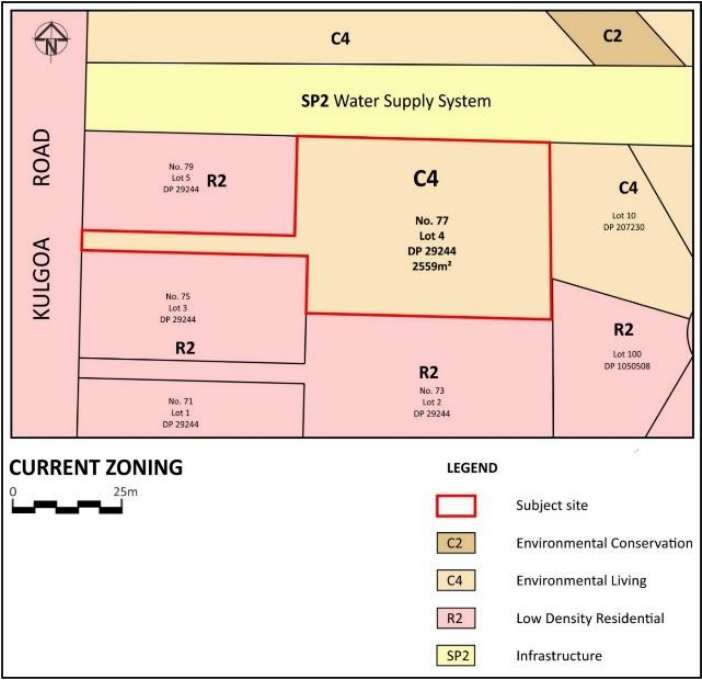 N
C4
C2
SP2 Water Supply System
KULGOA ROAD
No. 79
Lot 5
DP 29244
R2
C4
No. 77
Lot 4
DP 29244
2559m²
C4
Lot 10
DP 207230
No. 75
Lot 3
DP 29244
R2
R2
No. 73
Lot 2
DP 29244
R2
Lot 100
DP 1050508
No. 71
Lot 1
DP 29244
CURRENT ZONING
0 25m
LEGEND
Subject site
C2 Environmental Conservation
C4 Environmental Living
R2 Low Density Residential
SP2 Infrastructure